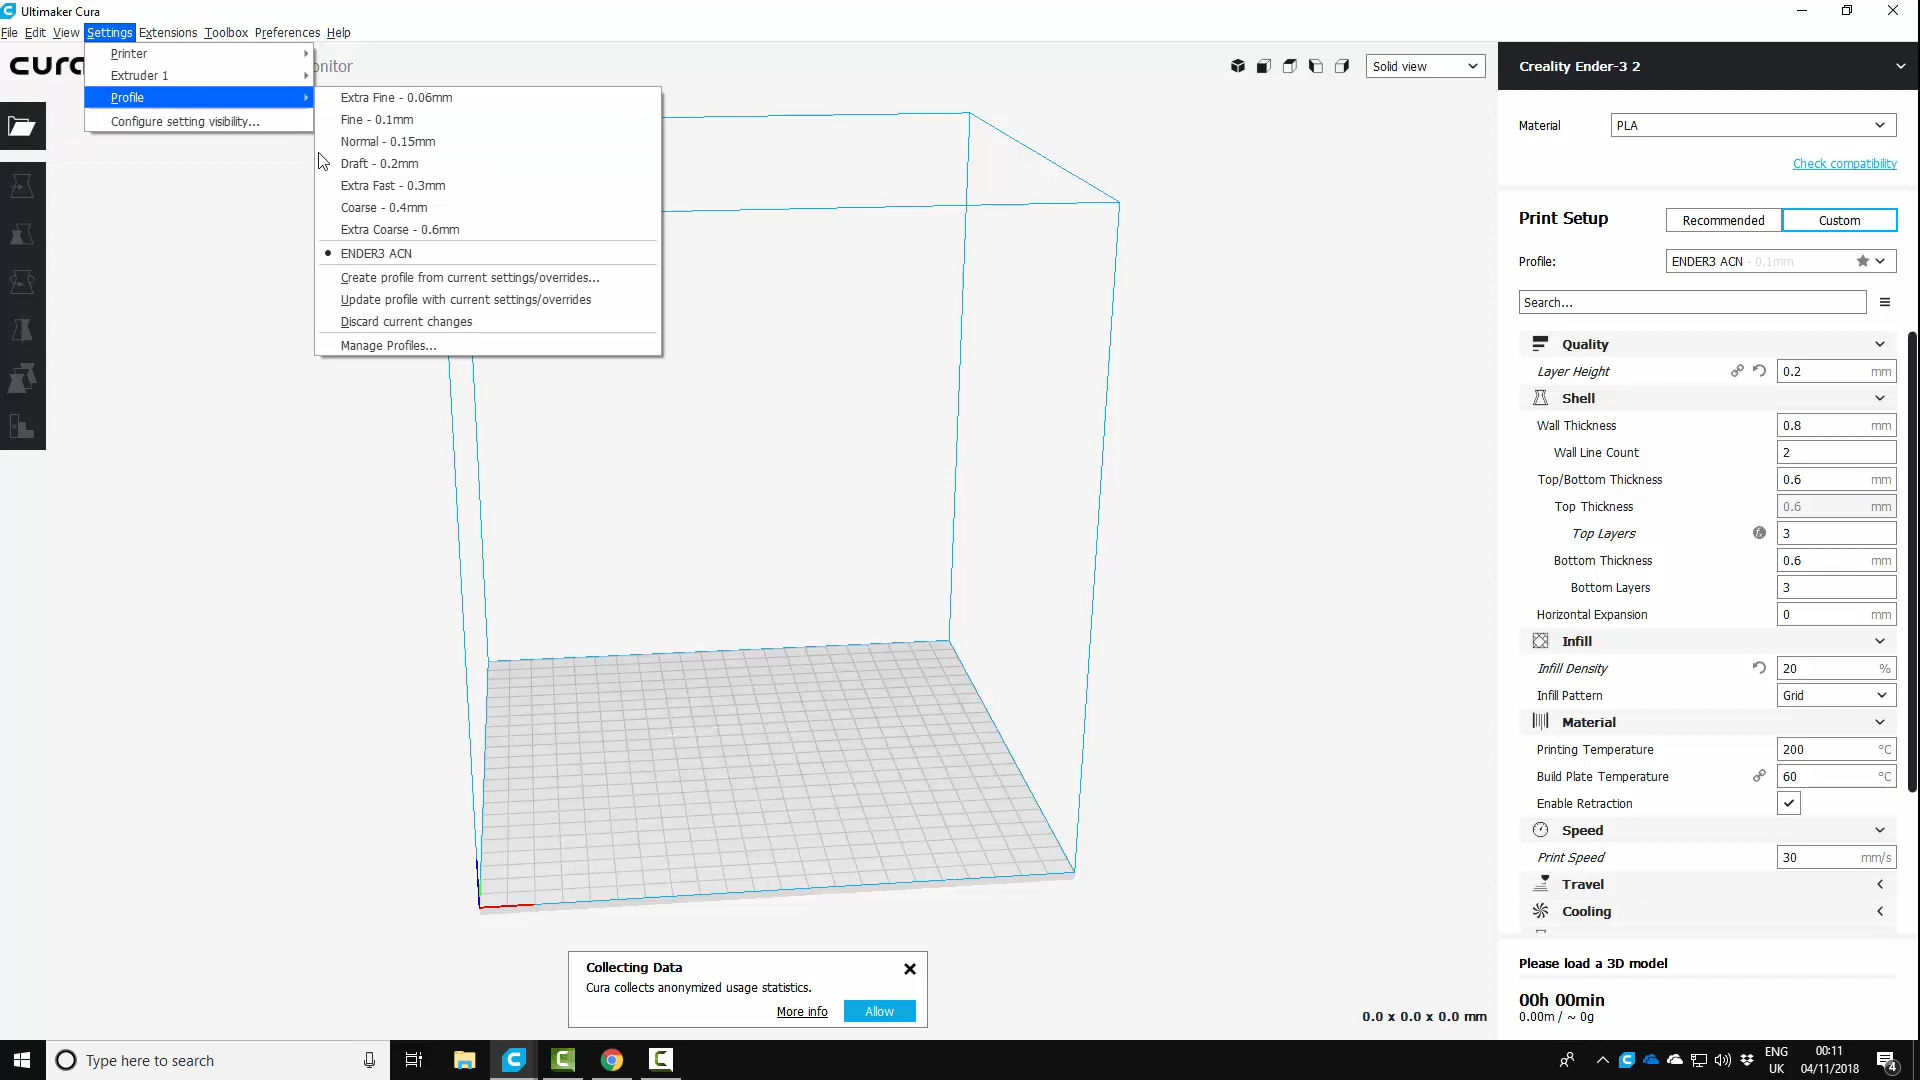 Ultimaker Cura
File Edit View Settings Extensions Toolbox Preferences Help
cura
onitor
Printer
Extruder 1
Profile
Configure setting visibility...
Extra Fine - 0.06mm
Fine - 0.1mm
Normal - 0.15mm
Draft - 0.2mm
Extra Fast - 0.3mm
Coarse - 0.4mm
Extra Coarse - 0.6mm
ENDER3 ACN
Create profile from current settings/overrides...
Update profile with current settings/overrides
Discard current changes
Manage Profiles...
Solid view
Creality Ender-3 2
Material PLA
Check compatibility
Print Setup Recommended Custom
Profile: ENDER3 ACN - 0.1mm
Search...
Quality
Layer Height 0.2 mm
Shell
Wall Thickness 0.8 mm
Wall Line Count 2
Top/Bottom Thickness 0.6 mm
Top Thickness 0.6 mm
Top Layers 3
Bottom Thickness 0.6 mm
Bottom Layers 3
Horizontal Expansion 0 mm
Infill
Infill Density 20 %
Infill Pattern Grid
Material
Printing Temperature 200 °C
Build Plate Temperature 60 °C
Enable Retraction
Speed
Print Speed 30 mm/s
Travel
Cooling
Please load a 3D model
00h 00min
0.00m / ~ 0g
Collecting Data
Cura collects anonymized usage statistics.
More info Allow
0.0 x 0.0 x 0.0 mm
Type here to search
ENG
UK
00:11
04/11/2018
4